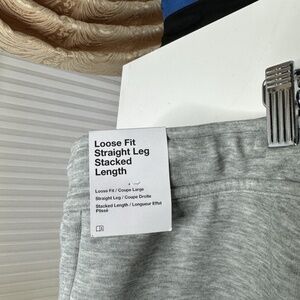 Loose Fit
Straight Leg
Stacked
Length
Loose Fit / Coupe Large
Straight Leg / Coupe Droite
Stacked Length / Longueur Effet
Plissé